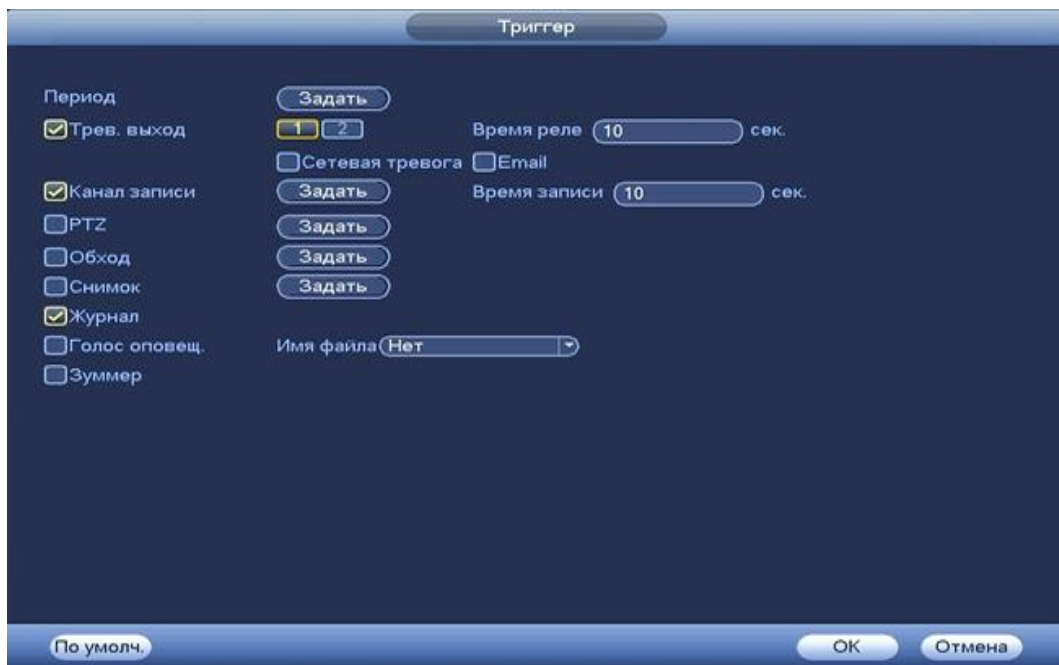 Триггер
Период Задать
Трев. выход 1 2 Время реле 10 сек.
Сетевая тревога Email
Канал записи Задать Время записи 10 сек.
PTZ Задать
Обход Задать
Снимок Задать
Журнал
Голос оповещ. Имя файла Нет
Зуммер
По умолч. OK Отмена